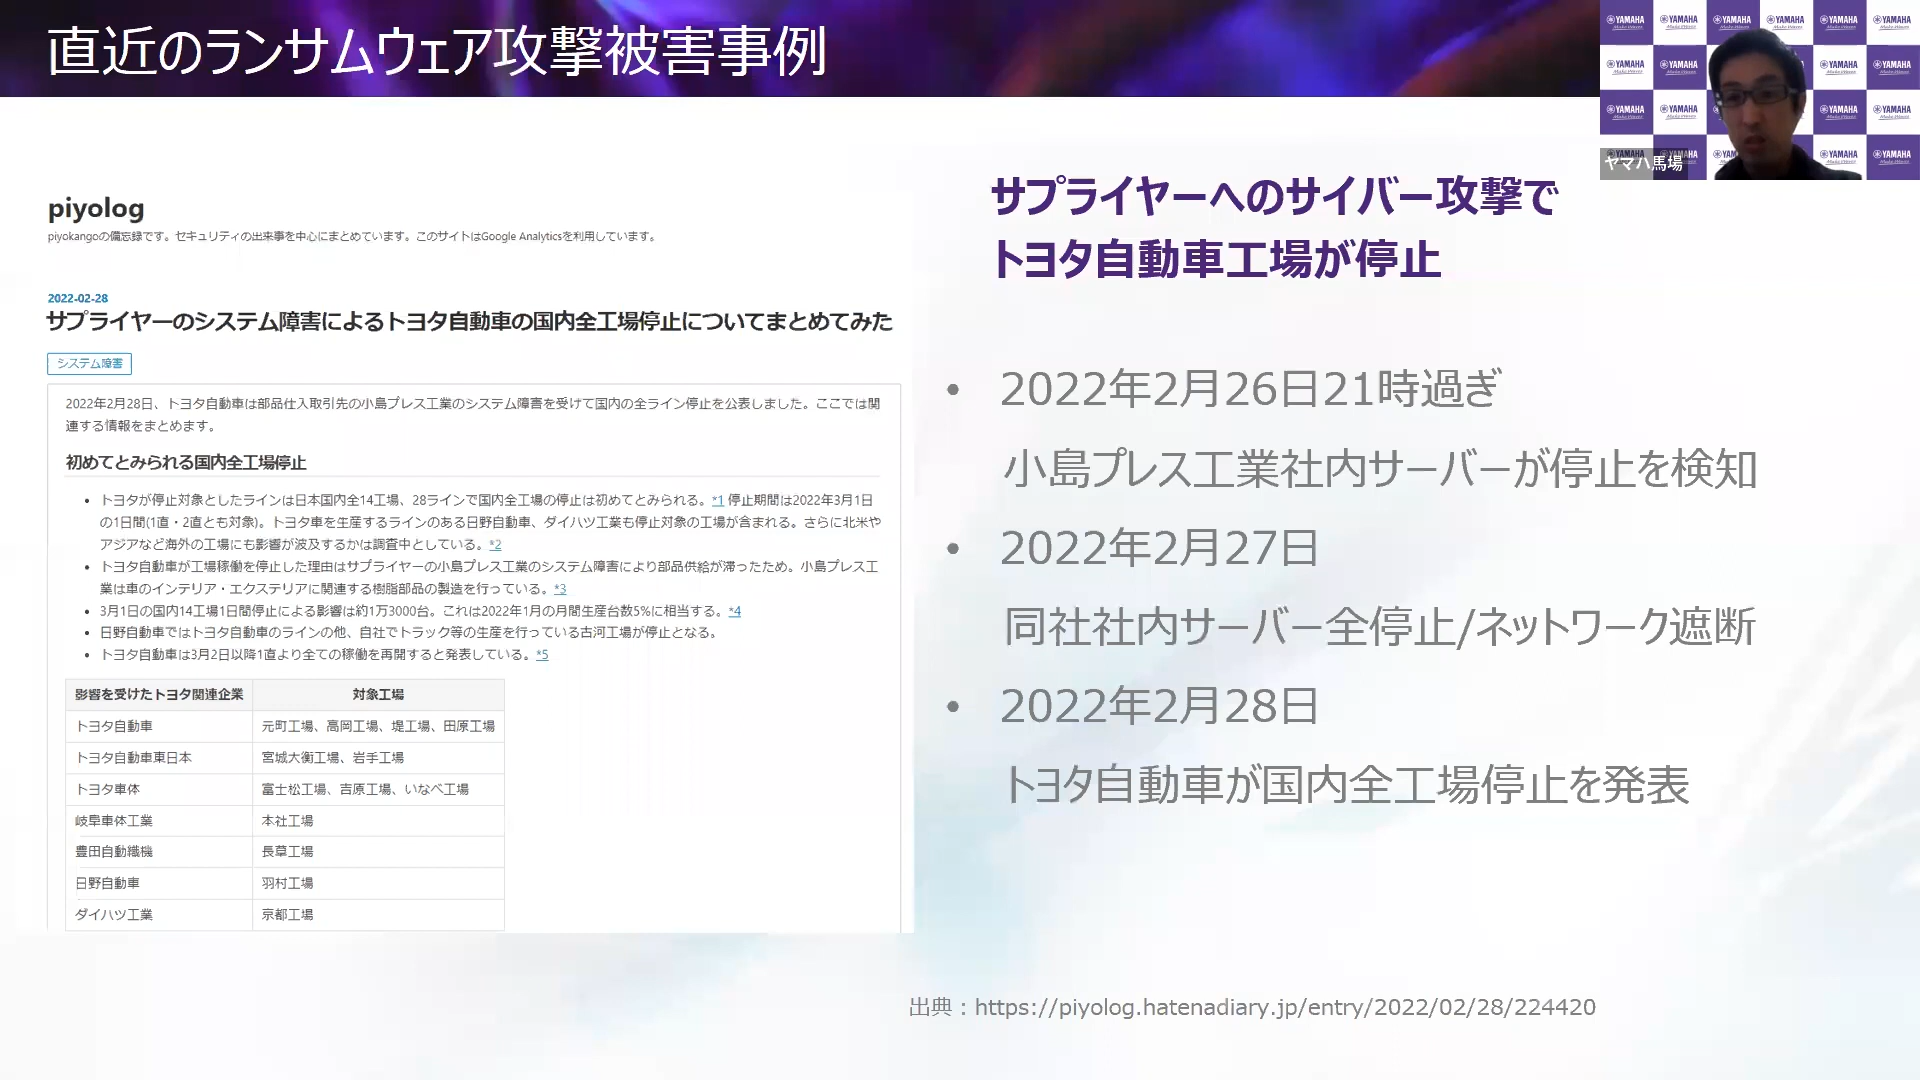 直近のランサムウェア攻撃被害事例
YAMAHA
Make Waves
ヤマハ馬場
piyolog
piyokangoの備忘録です。セキュリティの出来事を中心にまとめています。このサイトはGoogle Analyticsを利用しています。
2022-02-28
サプライヤーのシステム障害によるトヨタ自動車の国内全工場停止についてまとめてみた
システム障害
2022年2月28日、トヨタ自動車は部品仕入取引先の小島プレス工業のシステム障害を受けて国内の全ライン停止を公表しました。ここでは関
連する情報をまとめます。
初めてとみられる国内全工場停止
• トヨタが停止対象としたラインは日本国内全14工場、28ラインで国内全工場の停止は初めてとみられる。*1 停止期間は2022年3月1日
の1日間(1直・2直とも対象)。トヨタ車を生産するラインのある日野自動車、ダイハツ工業も停止対象の工場が含まれる。さらに北米や
アジアなど海外の工場にも影響が波及するかは調査中としている。*2
• トヨタ自動車が工場稼働を停止した理由はサプライヤーの小島プレス工業のシステム障害により部品供給が滞ったため。小島プレス工
業は車のインテリア・エクステリアに関連する樹脂部品の製造を行っている。*3
• 3月1日の国内14工場1日間停止による影響は約1万3000台。これは2022年1月の月間生産台数5%に相当する。*4
• 日野自動車ではトヨタ自動車のラインの他、自社でトラック等の生産を行っている古河工場が停止となる。
• トヨタ自動車は3月2日以降1直より全ての稼働を再開すると発表している。*5
影響を受けたトヨタ関連企業 対象工場
トヨタ自動車 元町工場、高岡工場、堤工場、田原工場
トヨタ自動車東日本 宮城大衡工場、岩手工場
トヨタ車体 富士松工場、吉原工場、いなべ工場
岐阜車体工業 本社工場
豊田自動織機 長草工場
日野自動車 羽村工場
ダイハツ工業 京都工場
サプライヤーへのサイバー攻撃で
トヨタ自動車工場が停止
• 2022年2月26日21時過ぎ
小島プレス工業社内サーバーが停止を検知
• 2022年2月27日
同社社内サーバー全停止/ネットワーク遮断
• 2022年2月28日
トヨタ自動車が国内全工場停止を発表
出典：https://piyolog.hatenadiary.jp/entry/2022/02/28/224420